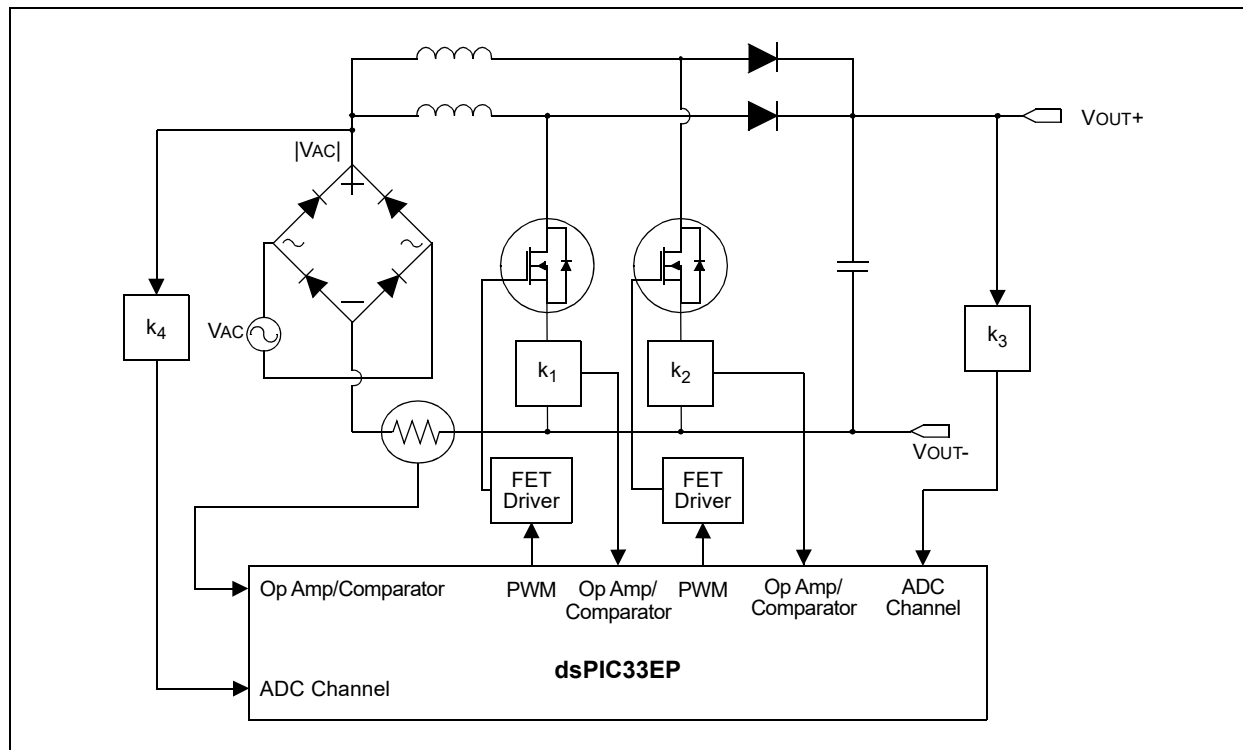 VOUT+
|VAC|
k4
VAC
k1
k2
k3
VOUT-
FET
Driver
FET
Driver
Op Amp/Comparator
PWM
Op Amp/
Comparator
PWM
Op Amp/
Comparator
ADC
Channel
dsPIC33EP
ADC Channel